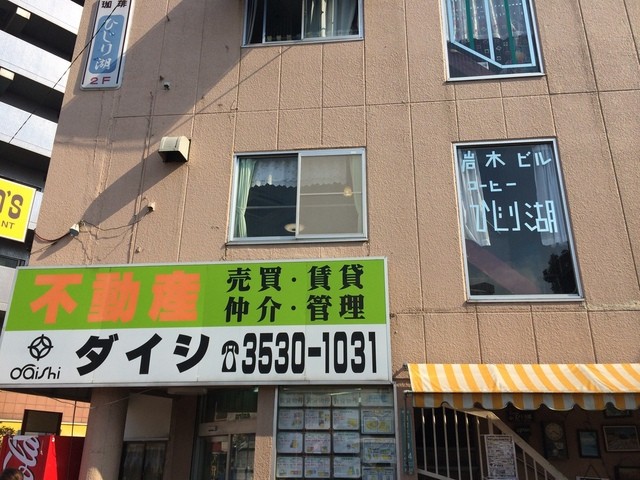 珈琲
ひじり湖
2F
岩木ビル
コーヒー
ひじり湖
不動産
売買・賃貸
仲介・管理
daishi
ダイシ ☎3530-1031